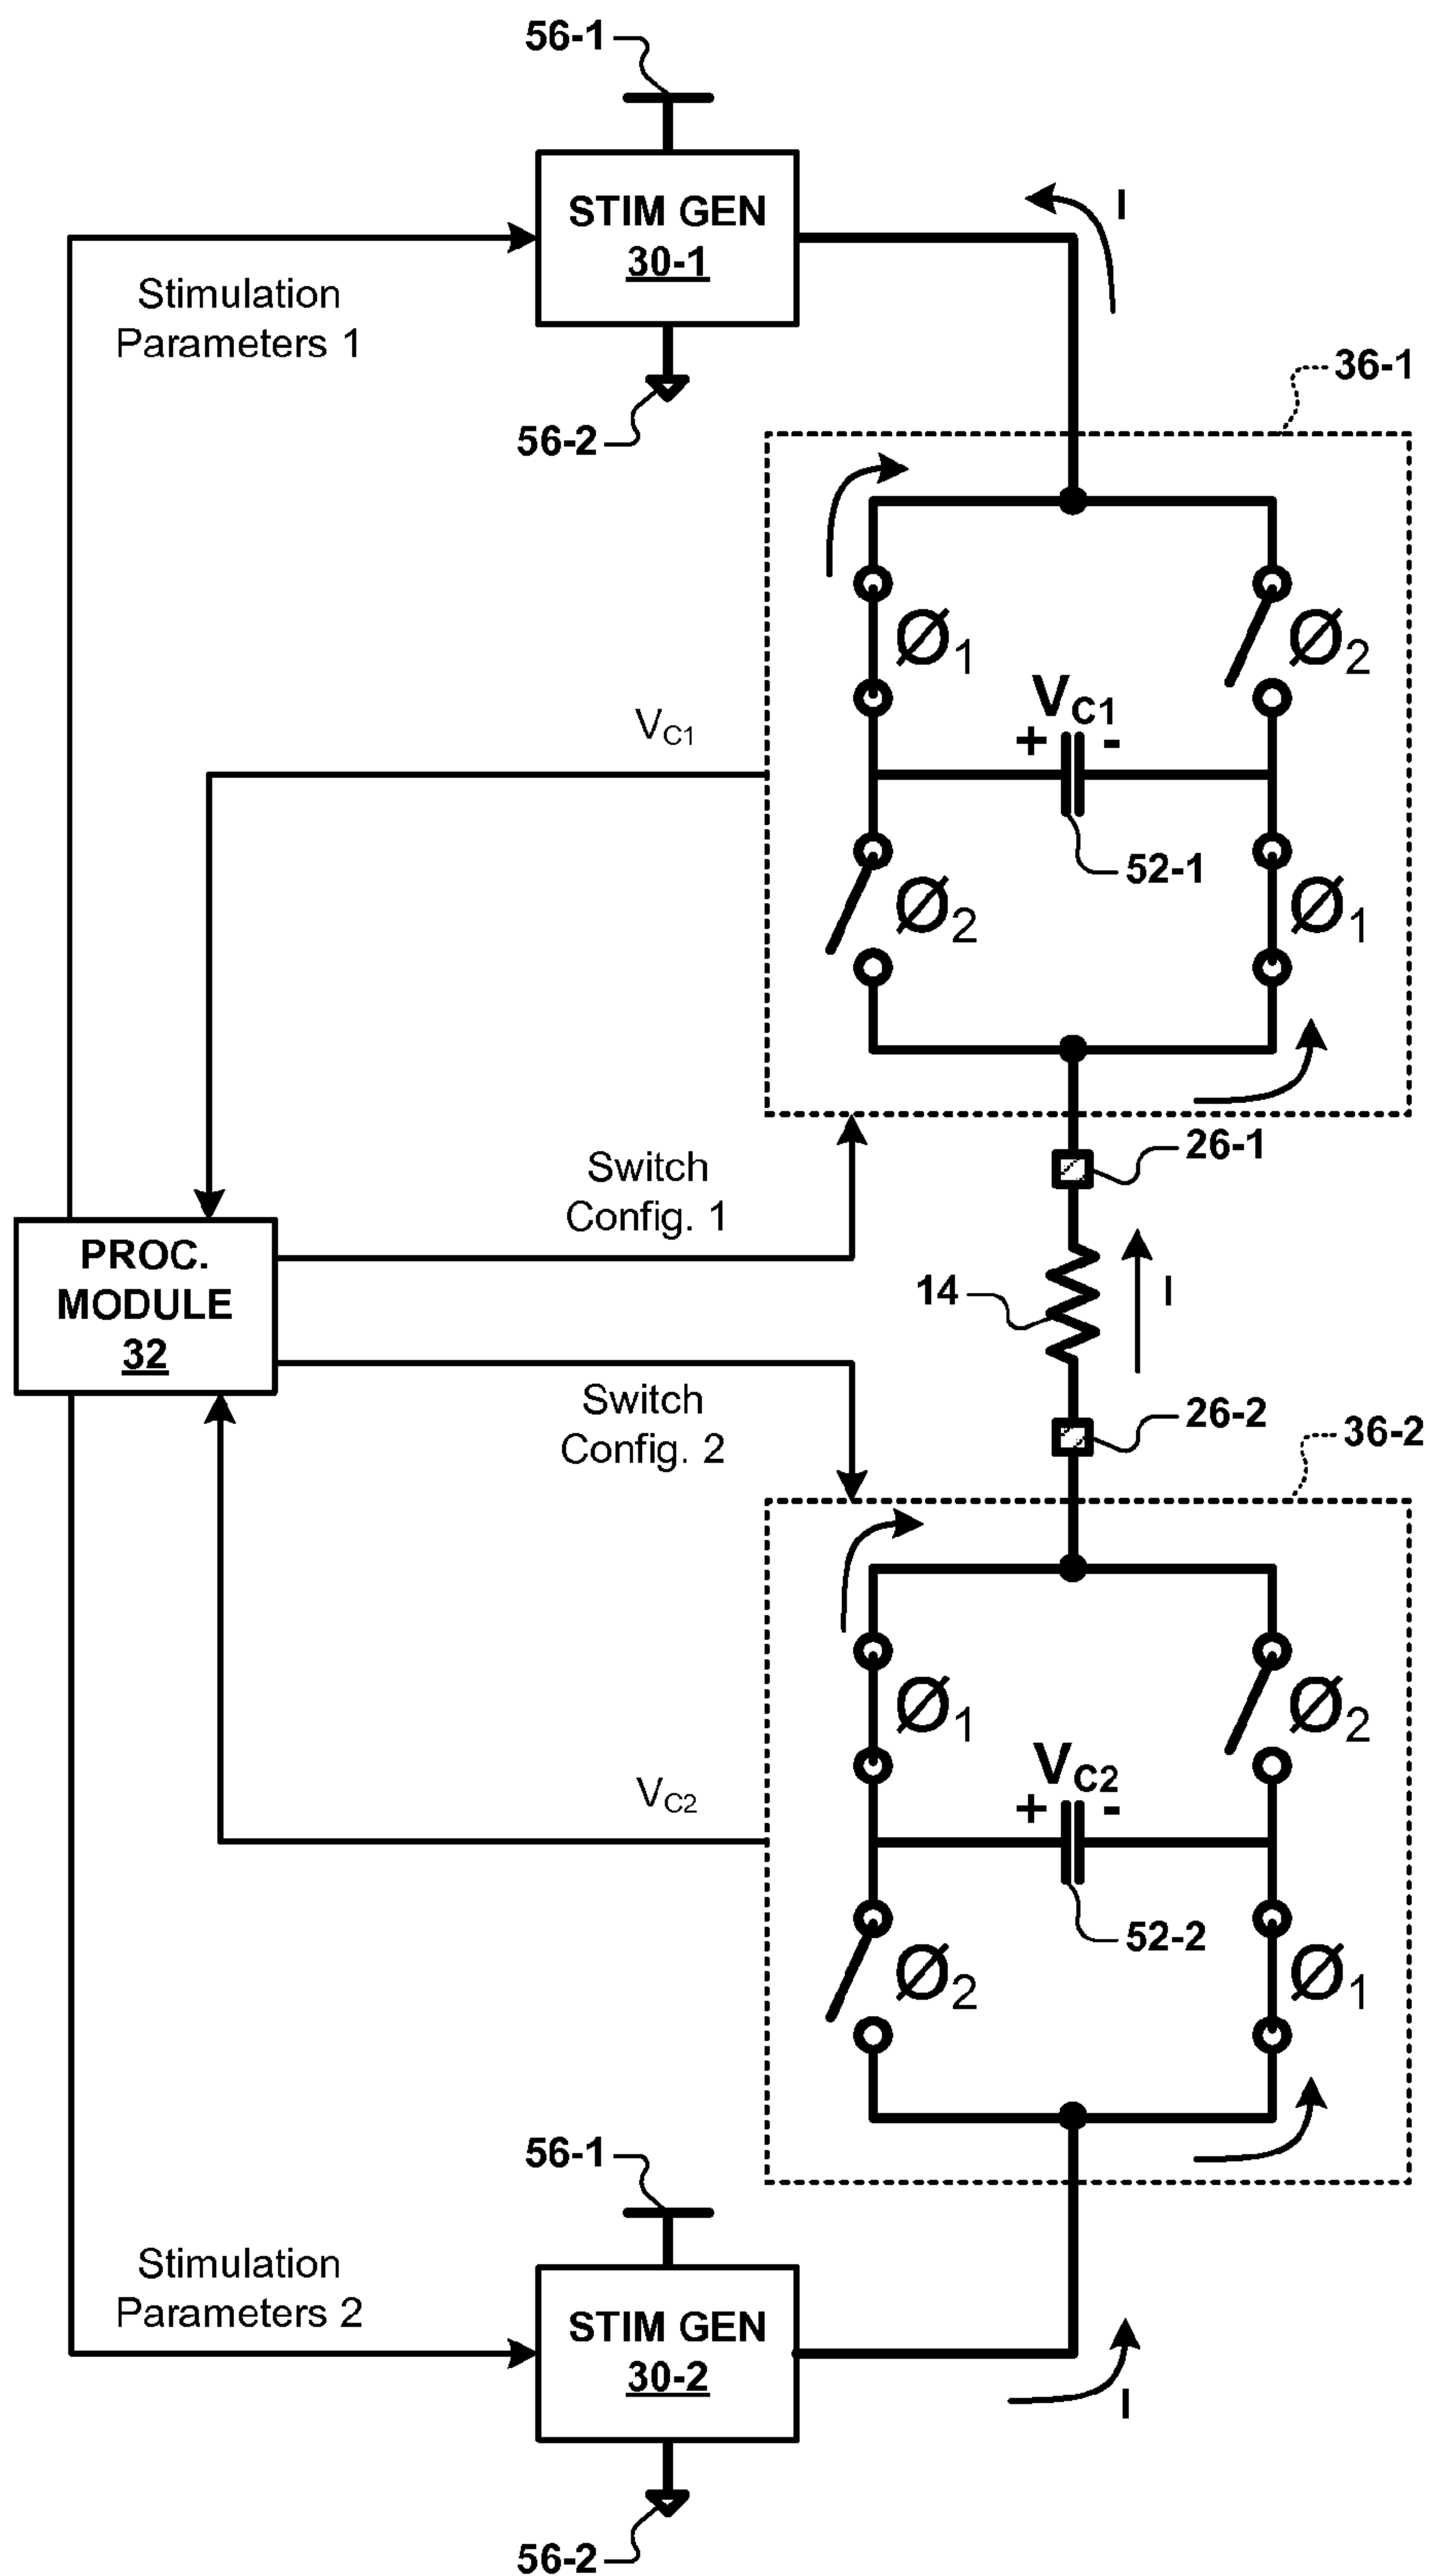 56-1
STIM GEN
30-1
I
Stimulation
Parameters 1
56-2
36-1
Ø1
Ø2
VC1
+ -
VC1
52-1
Ø2
Ø1
26-1
Switch
Config. 1
PROC.
MODULE
32
14
I
Switch
Config. 2
26-2
36-2
Ø1
Ø2
VC2
+ -
VC2
52-2
Ø2
Ø1
56-1
Stimulation
Parameters 2
STIM GEN
30-2
I
56-2